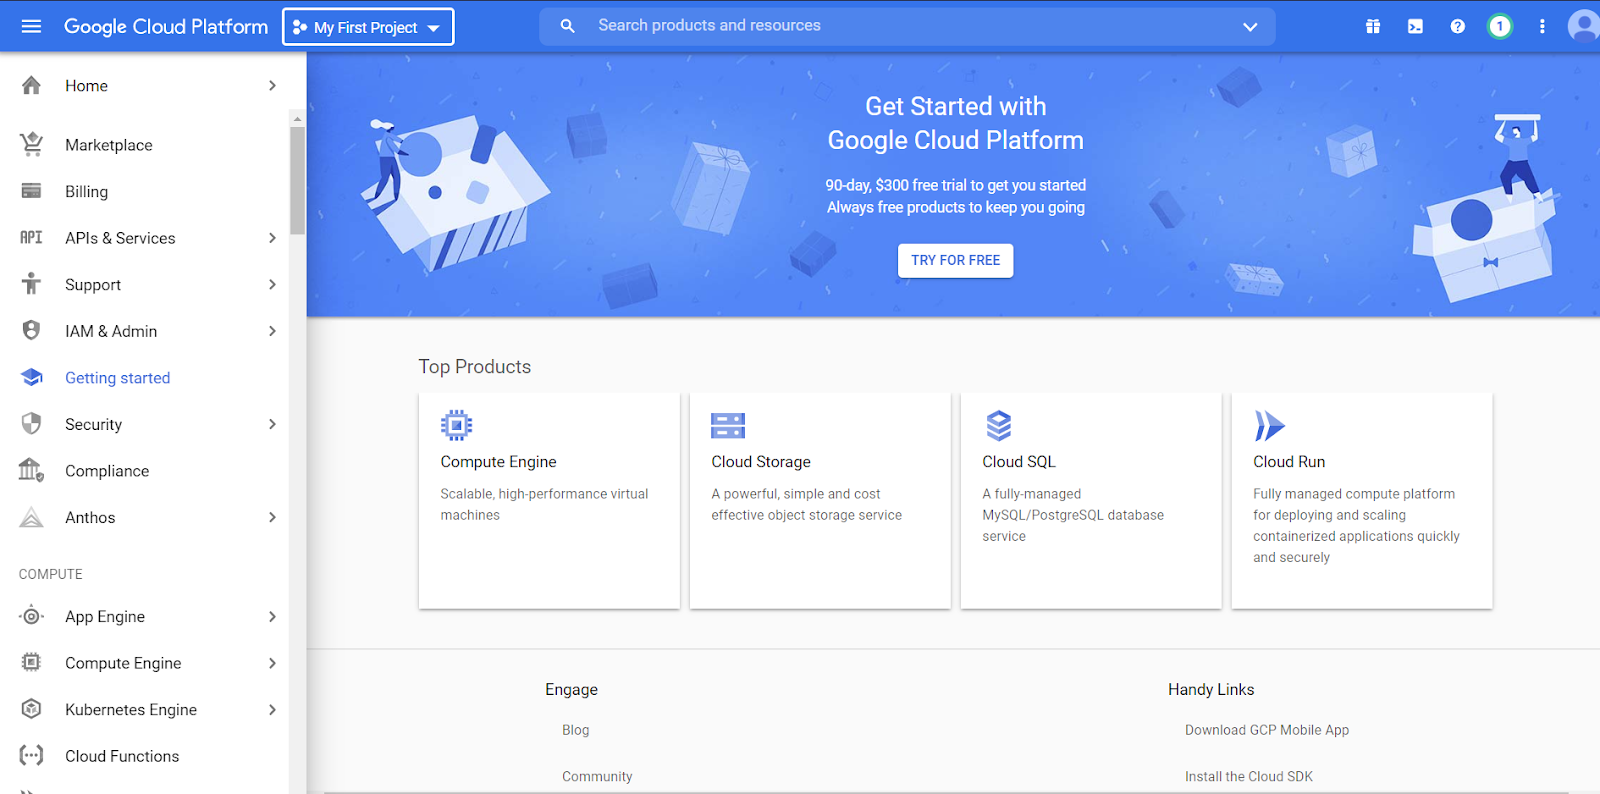 Google Cloud Platform
My First Project
Search products and resources
1
Home
Marketplace
Billing
API
APIs & Services
Support
IAM & Admin
Getting started
Security
Compliance
Anthos
COMPUTE
App Engine
Compute Engine
Kubernetes Engine
Cloud Functions
Get Started with
Google Cloud Platform
90-day, $300 free trial to get you started
Always free products to keep you going
TRY FOR FREE
Top Products
Compute Engine
Scalable, high-performance virtual
machines
Cloud Storage
A powerful, simple and cost
effective object storage service
Cloud SQL
A fully-managed
MySQL/PostgreSQL database
service
Cloud Run
Fully managed compute platform
for deploying and scaling
containerized applications quickly
and securely
Engage
Blog
Community
Handy Links
Download GCP Mobile App
Install the Cloud SDK